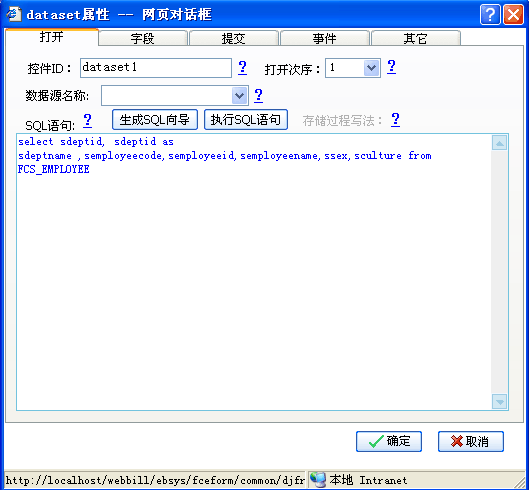 dataset属性 -- 网页对话框
打开 字段 提交 事件 其它
控件ID： dataset1 ? 打开次序：1 ?
数据源名称: ?
SQL语句: ? 生成SQL向导 执行SQL语句 存储过程写法： ?
select sdeptid, sdeptid as
sdeptname ,semployeecode,semployeeid,semployeename,ssex,sculture from
FCS_EMPLOYEE
确定 取消
http://localhost/webbill/ebsys/fceform/common/djfr 本地 Intranet